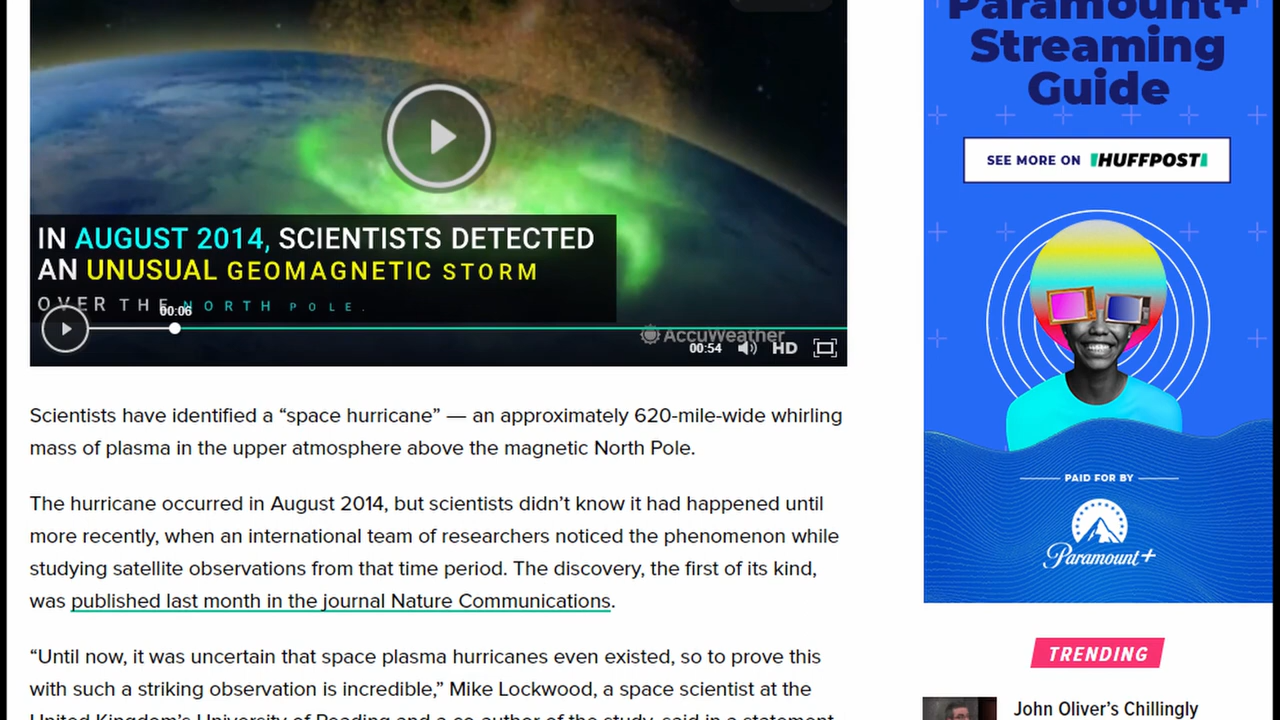 IN AUGUST 2014, SCIENTISTS DETECTED
AN UNUSUAL GEOMAGNETIC STORM
OVER THE NORTH POLE.
00:06
AccuWeather
00:54
HD
Scientists have identified a “space hurricane” — an approximately 620-mile-wide whirling
mass of plasma in the upper atmosphere above the magnetic North Pole.
The hurricane occurred in August 2014, but scientists didn’t know it had happened until
more recently, when an international team of researchers noticed the phenomenon while
studying satellite observations from that time period. The discovery, the first of its kind,
was published last month in the journal Nature Communications.
“Until now, it was uncertain that space plasma hurricanes even existed, so to prove this
with such a striking observation is incredible,” Mike Lockwood, a space scientist at the
United Kingdom’s University of Reading and a co-author of the study, said in a statement
Paramount+
Streaming
Guide
SEE MORE ON HUFFPOST
PAID FOR BY
Paramount+
TRENDING
John Oliver’s Chillingly